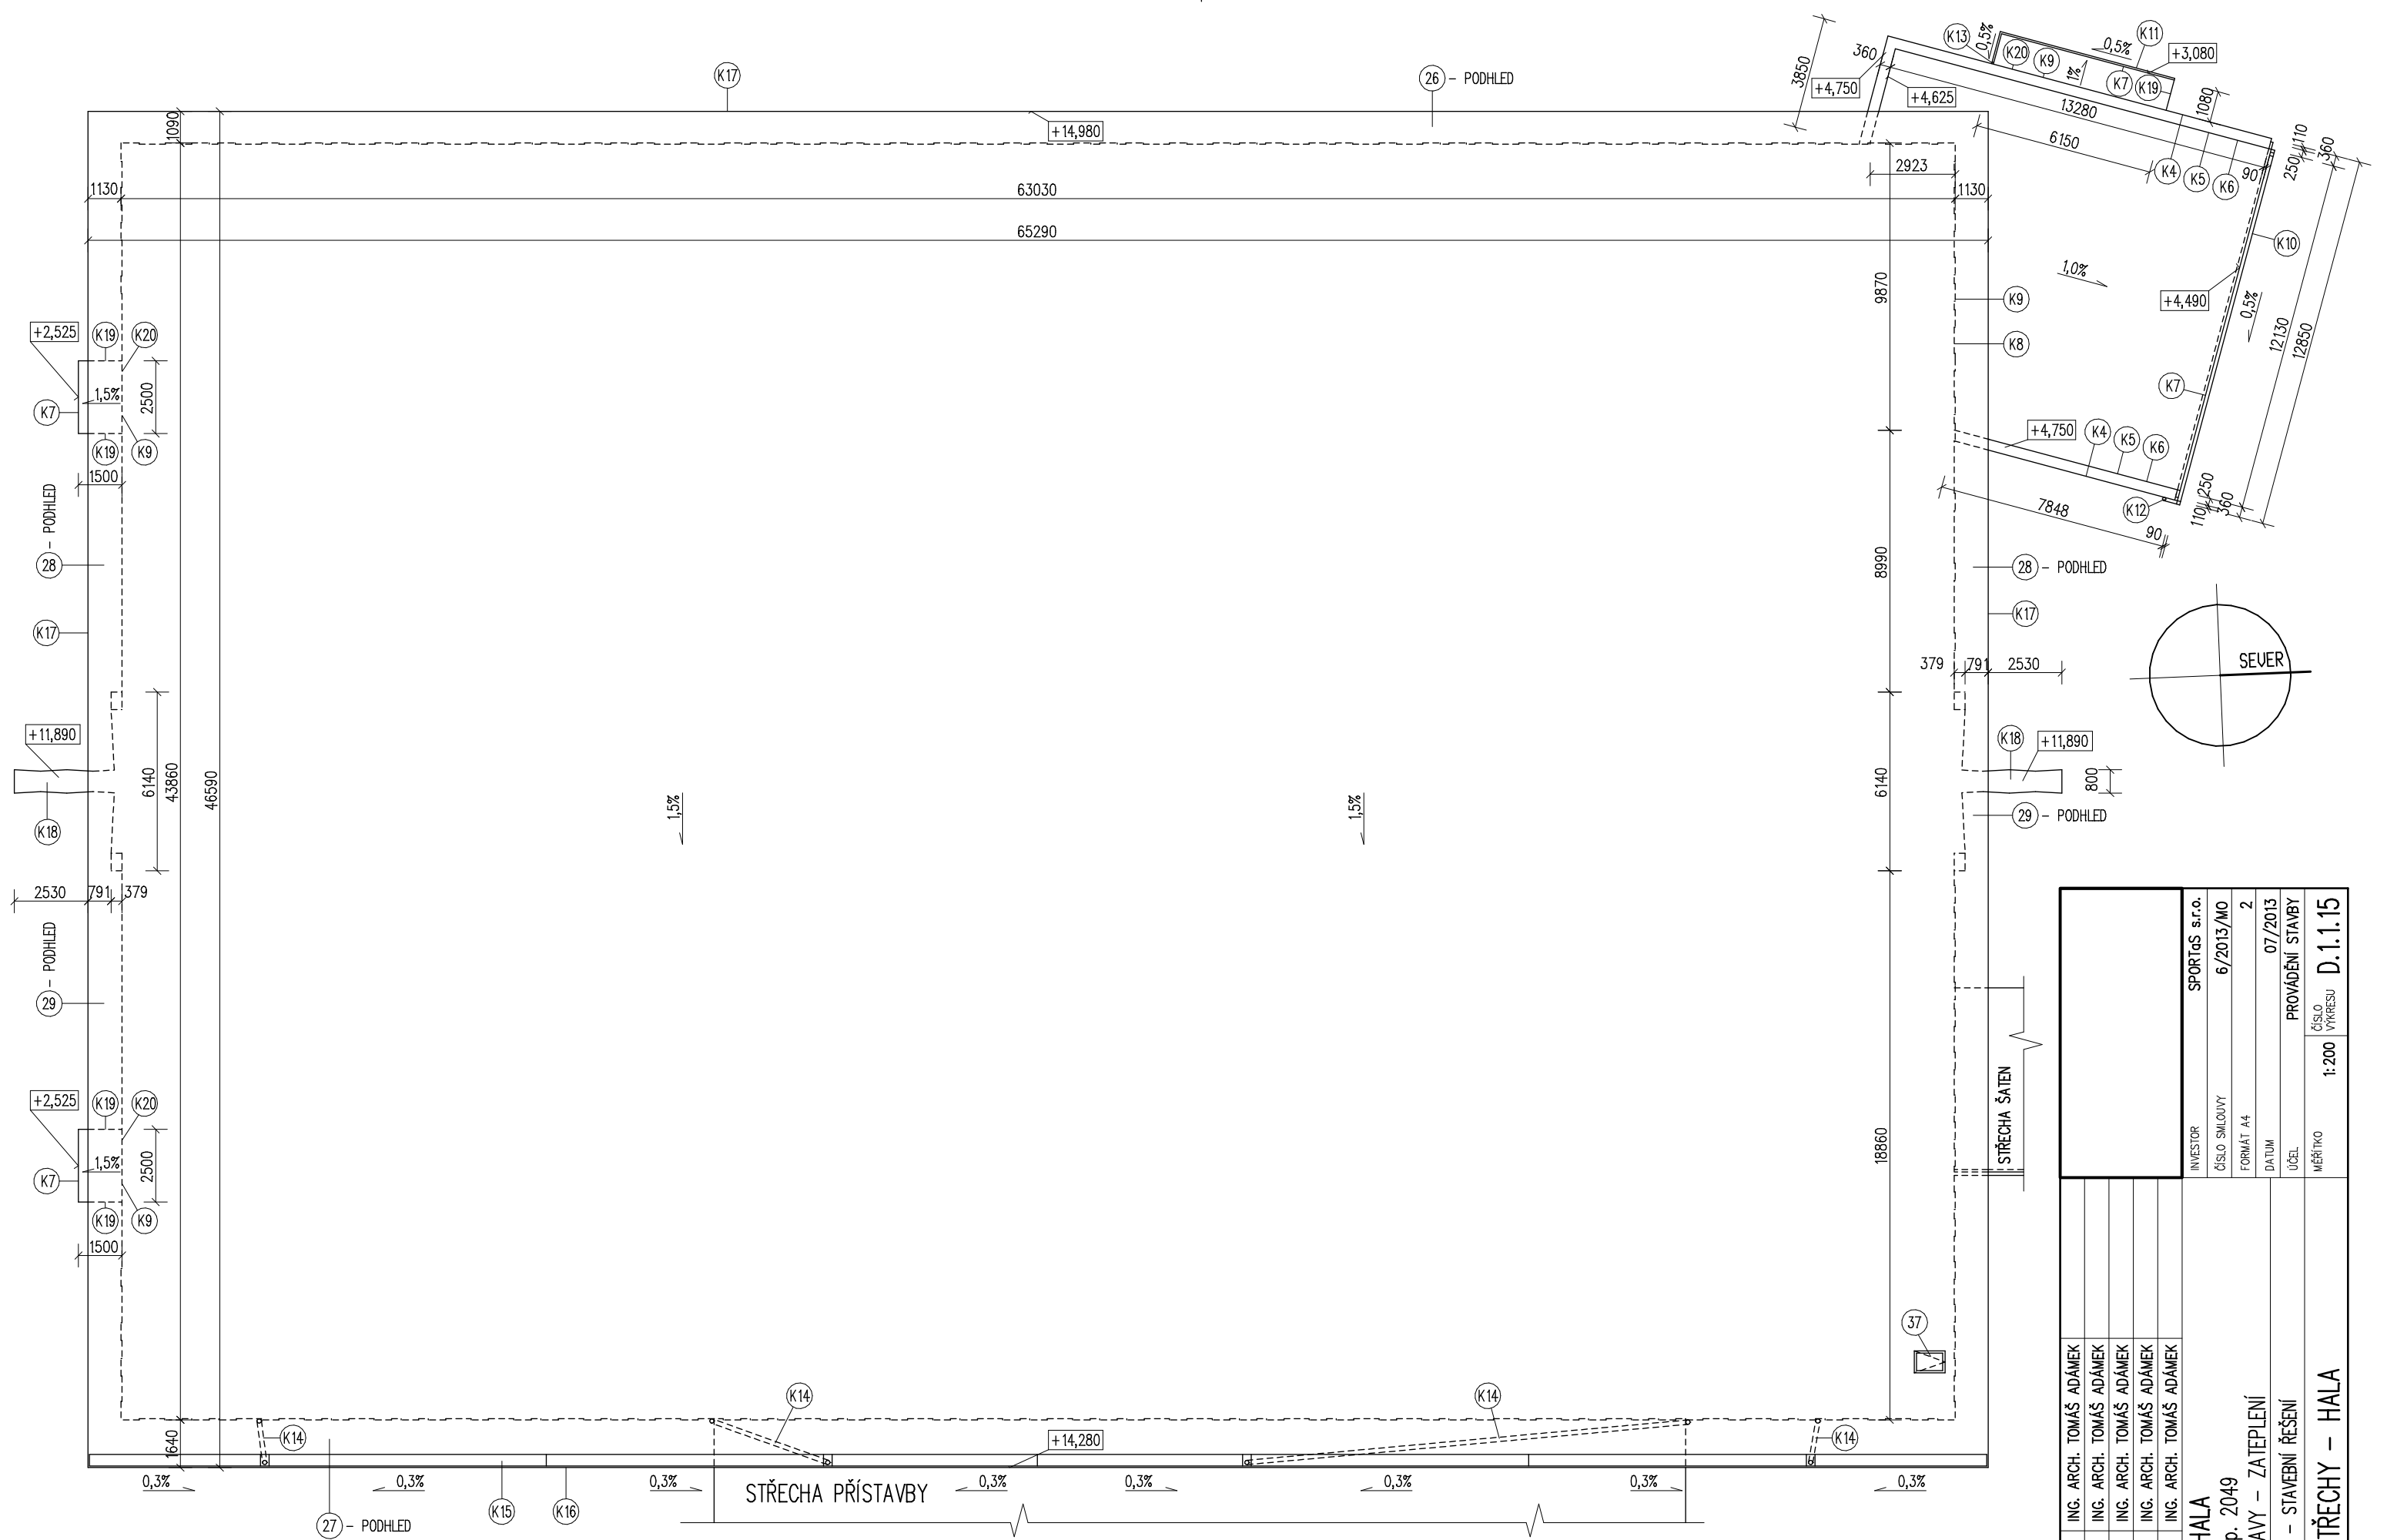 K17
26 - PODHLED
+14,980
1090
1130
63030
1130
65290
2923
3850
360
+4,750
+4,625
K13
0,5%
K20
K9
0,5%
K11
+3,080
1%
K7
K19
1080
13280
6150
K4
K5
K6
90
250
110
360
K10
1,0%
+4,490
0,5%
12130
12850
K7
+4,750
K4
K5
K6
K12
250
110
360
7848
90
9870
K9
K8
8990
28 - PODHLED
K17
379
791
2530
SEVER
K18
+11,890
800
6140
29 - PODHLED
18860
STŘECHA ŠATEN
37
+2,525
K19
K20
1,5%
2500
K7
K19
K9
1500
28 - PODHLED
K17
+11,890
6140
43860
46590
K18
2530
791
379
29 - PODHLED
+2,525
K19
K20
1,5%
2500
K7
K19
K9
1500
1,5%
1,5%
1640
K14
K14
K14
K14
+14,280
0,3%
0,3%
0,3%
0,3%
0,3%
0,3%
0,3%
0,3%
STŘECHA PŘÍSTAVBY
K15
K16
27 - PODHLED
INVESTOR SPORTaS s.r.o.
ČÍSLO SMLOUVY 6/2013/MO
FORMÁT A4 2
DATUM 07/2013
ÚČEL PROVÁDĚNÍ STAVBY
MĚŘÍTKO 1:200
ČÍSLO VÝKRESU D.1.1.15
ING. ARCH. TOMÁŠ ADÁMEK
ING. ARCH. TOMÁŠ ADÁMEK
ING. ARCH. TOMÁŠ ADÁMEK
ING. ARCH. TOMÁŠ ADÁMEK
ING. ARCH. TOMÁŠ ADÁMEK
HALA
p. 2049
AVY - ZATEPLENÍ
- STAVEBNÍ ŘEŠENÍ
TŘECHY - HALA